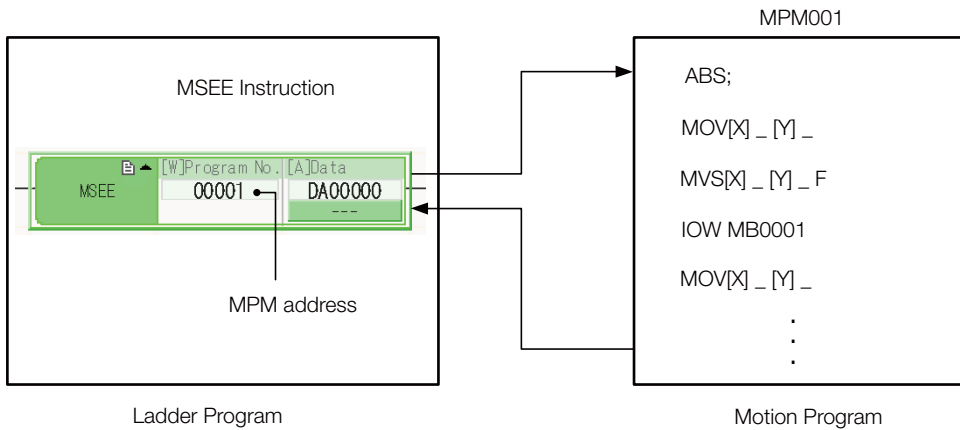 MPM001
MSEE Instruction
[W]Program No. [A]Data
MSEE 00001 DA00000
---
MPM address
Ladder Program
ABS;
MOV[X] _ [Y] _
MVS[X] _ [Y] _ F
IOW MB0001
MOV[X] _ [Y] _
.
.
.
Motion Program